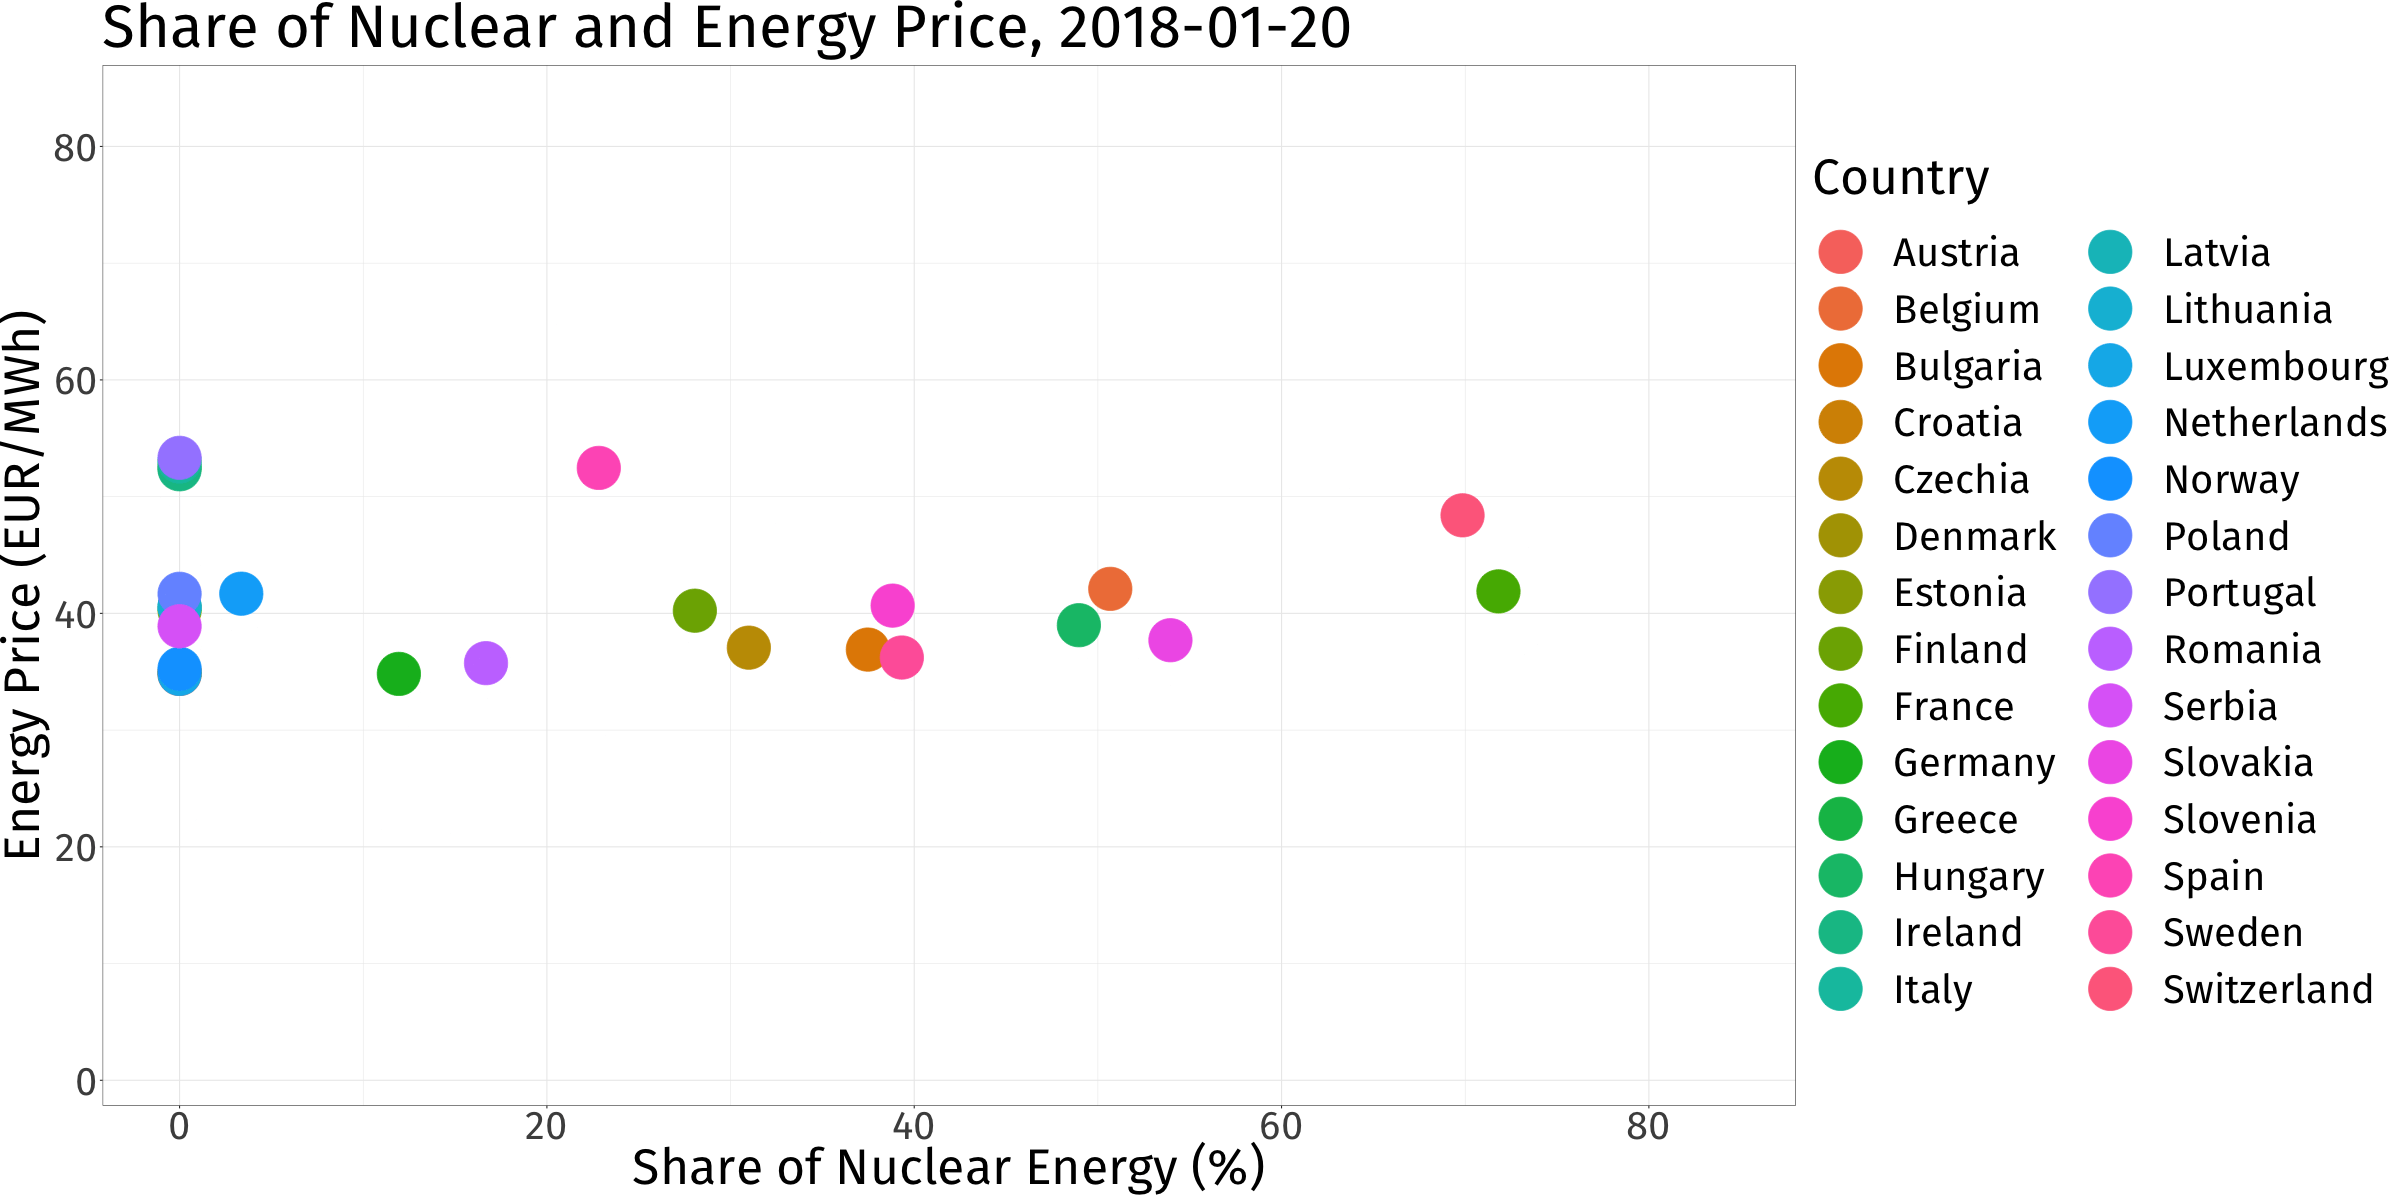 Share of Nuclear and Energy Price, 2018-01-20
Energy Price (EUR/MWh)
80
60
40
20
0
0 20 40 60 80
Share of Nuclear Energy (%)
Country
Austria
Belgium
Bulgaria
Croatia
Czechia
Denmark
Estonia
Finland
France
Germany
Greece
Hungary
Ireland
Italy
Latvia
Lithuania
Luxembourg
Netherlands
Norway
Poland
Portugal
Romania
Serbia
Slovakia
Slovenia
Spain
Sweden
Switzerland